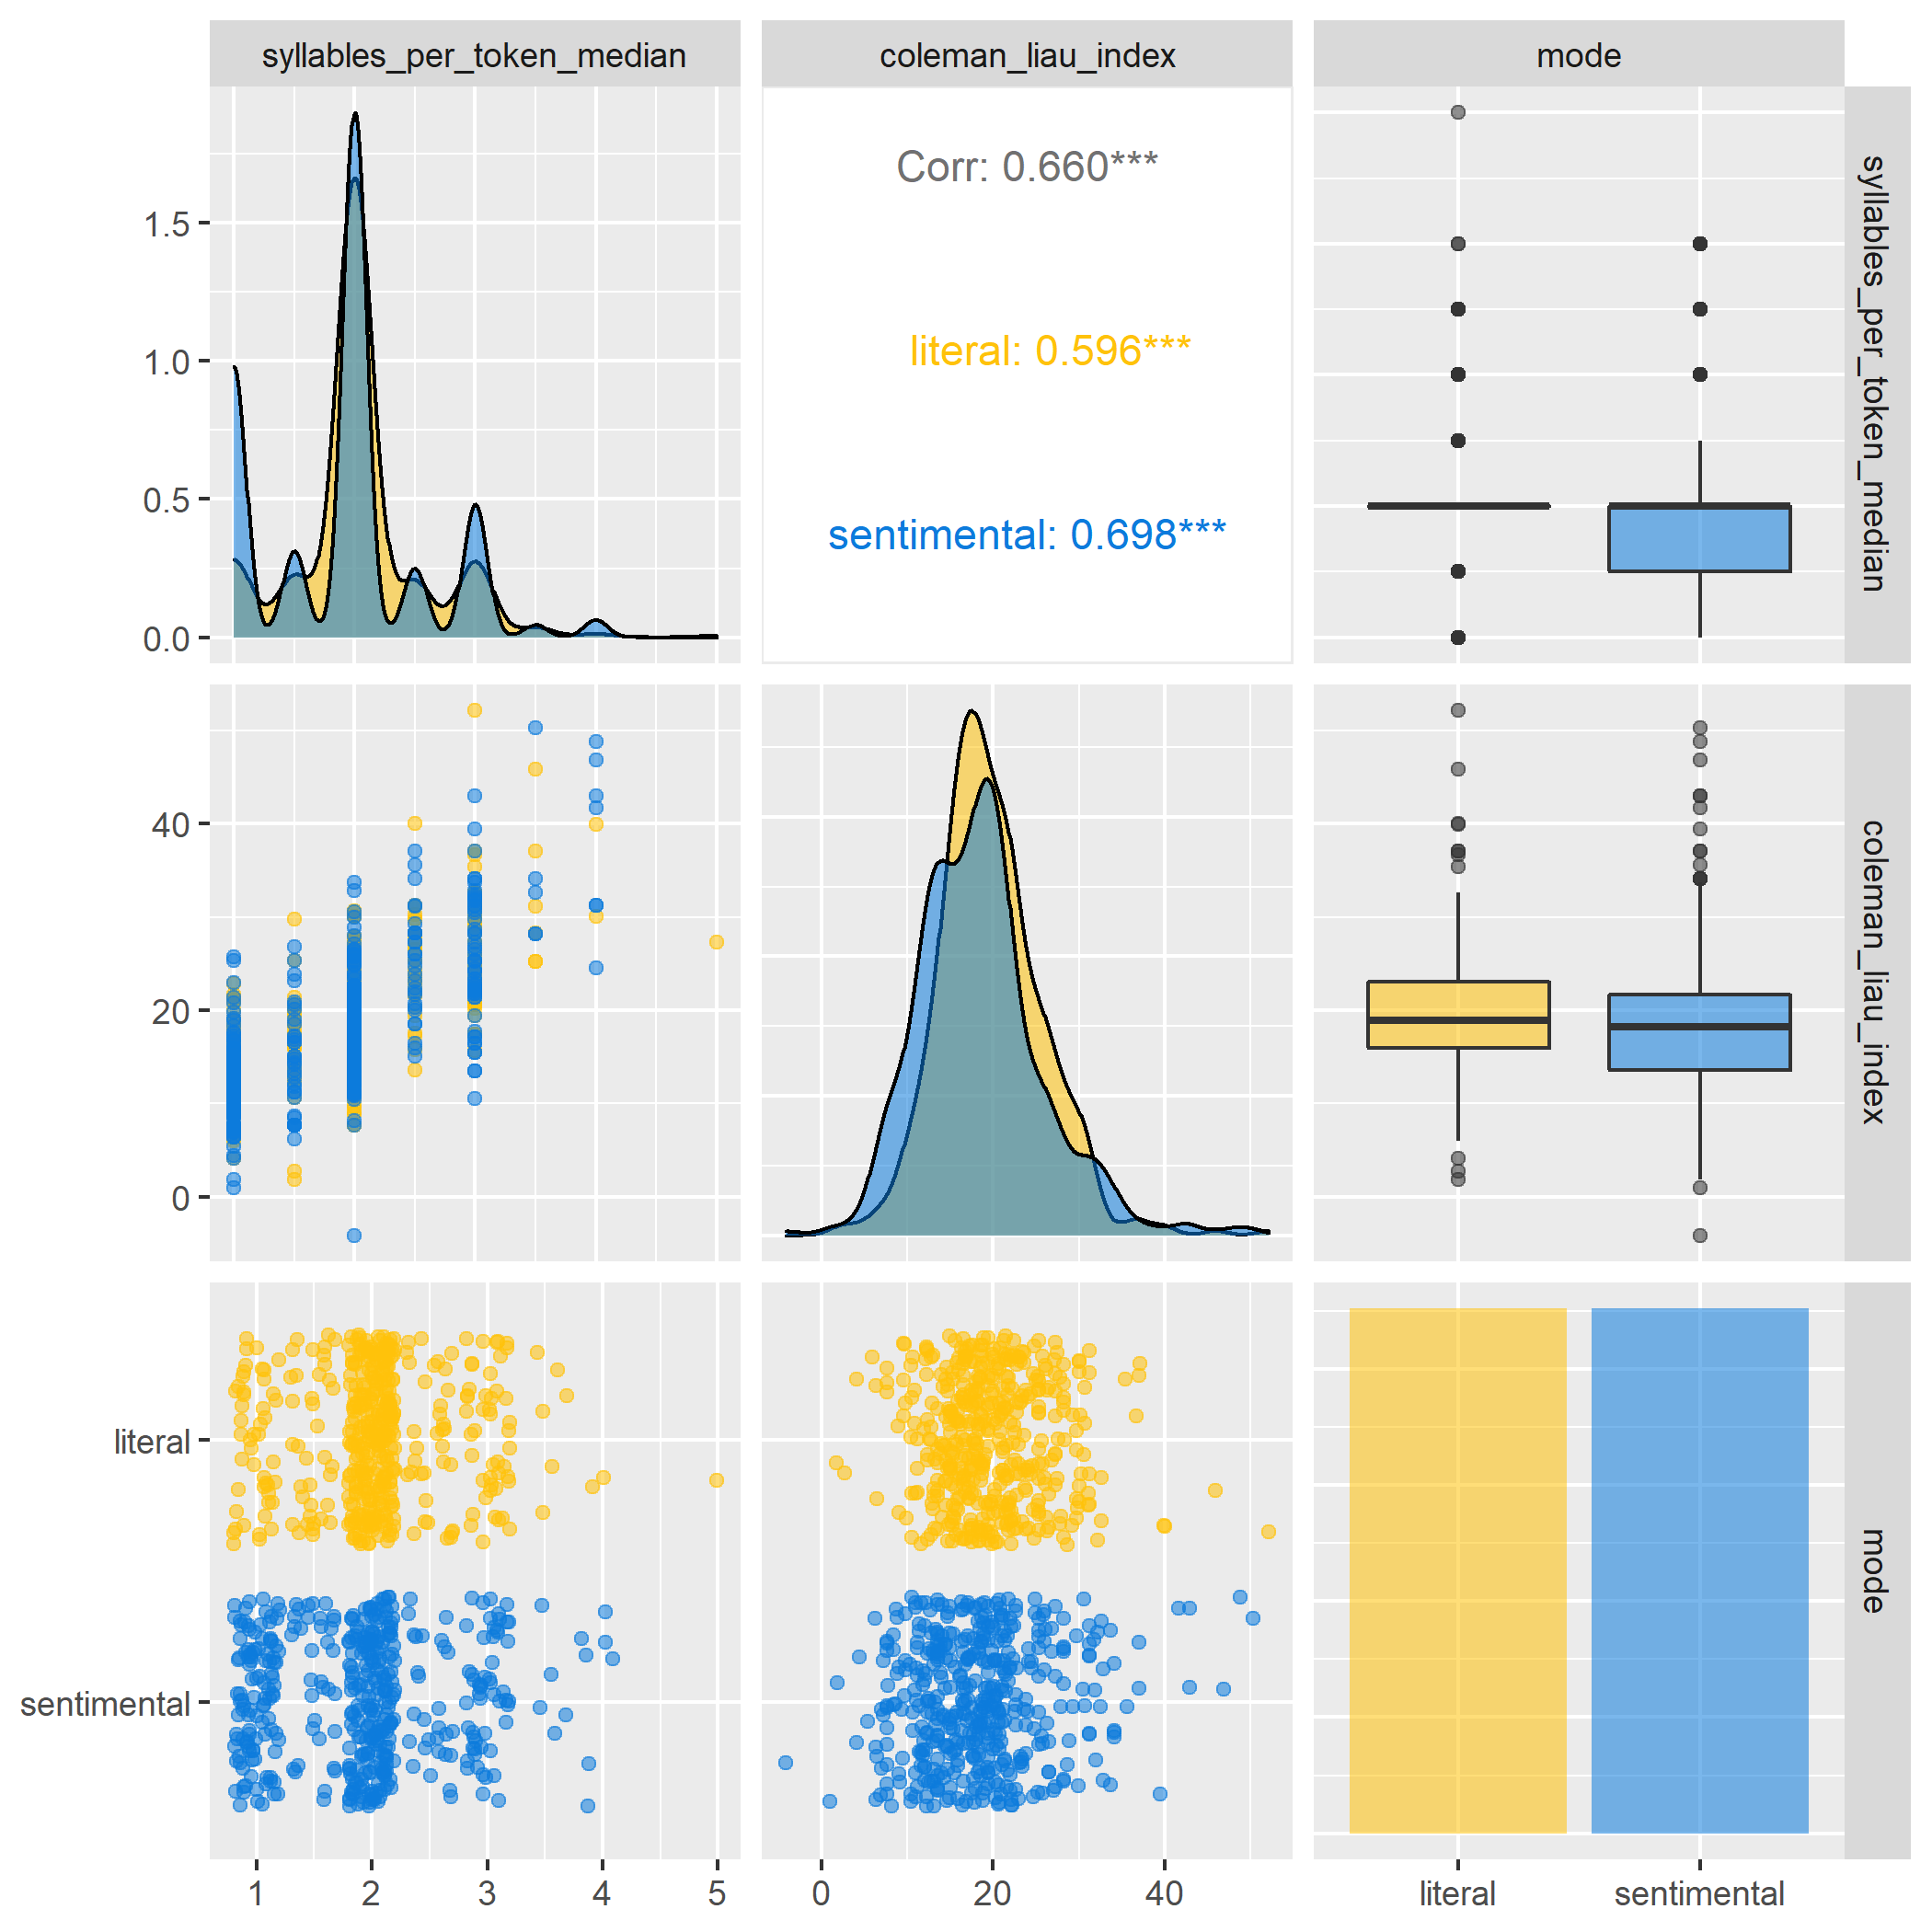 syllables_per_token_median
coleman_liau_index
mode
1.5
1.0
0.5
0.0
Corr: 0.660***
literal: 0.596***
sentimental: 0.698***
syllables_per_token_median
40
20
0
coleman_liau_index
literal
sentimental
mode
1 2 3 4 5
0 20 40
literal sentimental